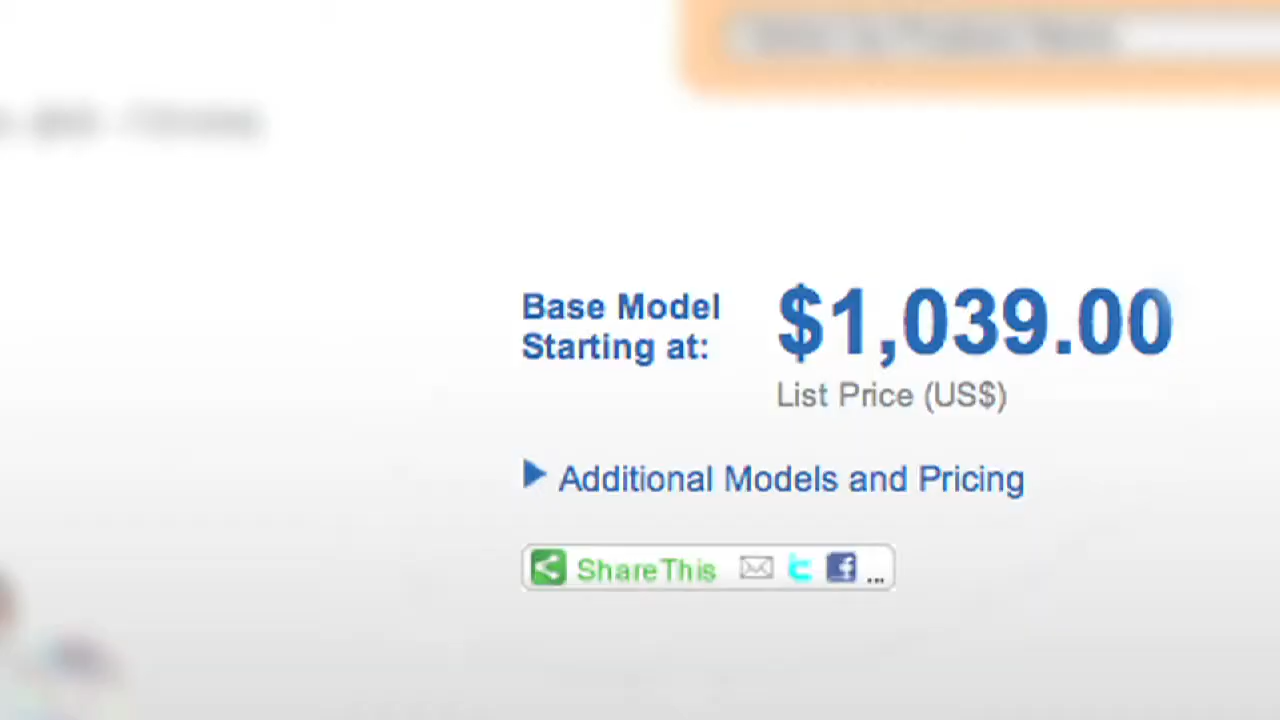 Base Model
Starting at:
$1,039.00
List Price (US$)
Additional Models and Pricing
ShareThis
...